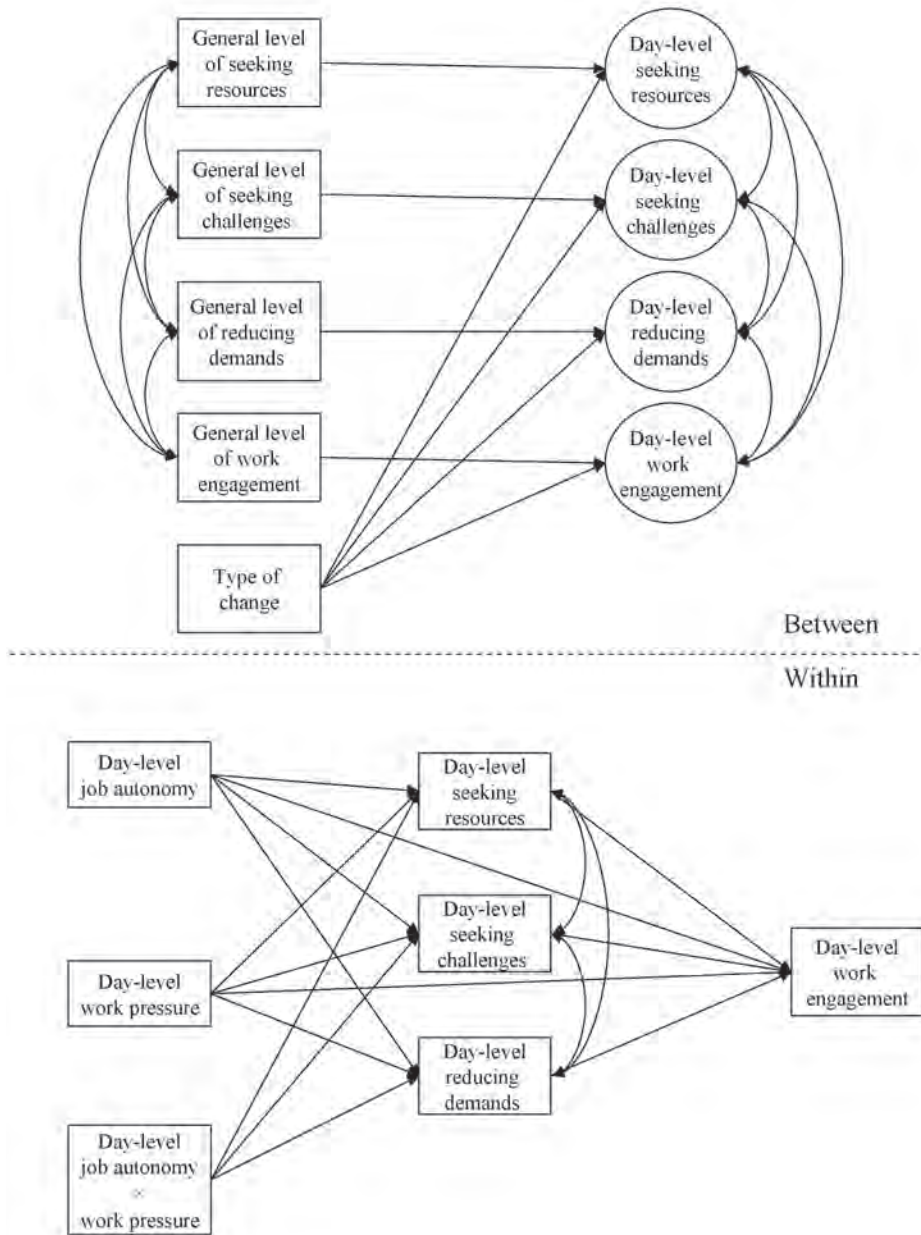 General level
of seeking
resources
Day-level
seeking
resources
General level
of seeking
challenges
Day-level
seeking
challenges
General level
of reducing
demands
Day-level
reducing
demands
General level
of work
engagement
Day-level
work
engagement
Type of
change
Between
Within
Day-level
job autonomy
Day-level
seeking
resources
Day-level
seeking
challenges
Day-level
work
engagement
Day-level
work pressure
Day-level
reducing
demands
Day-level
job autonomy
×
work pressure